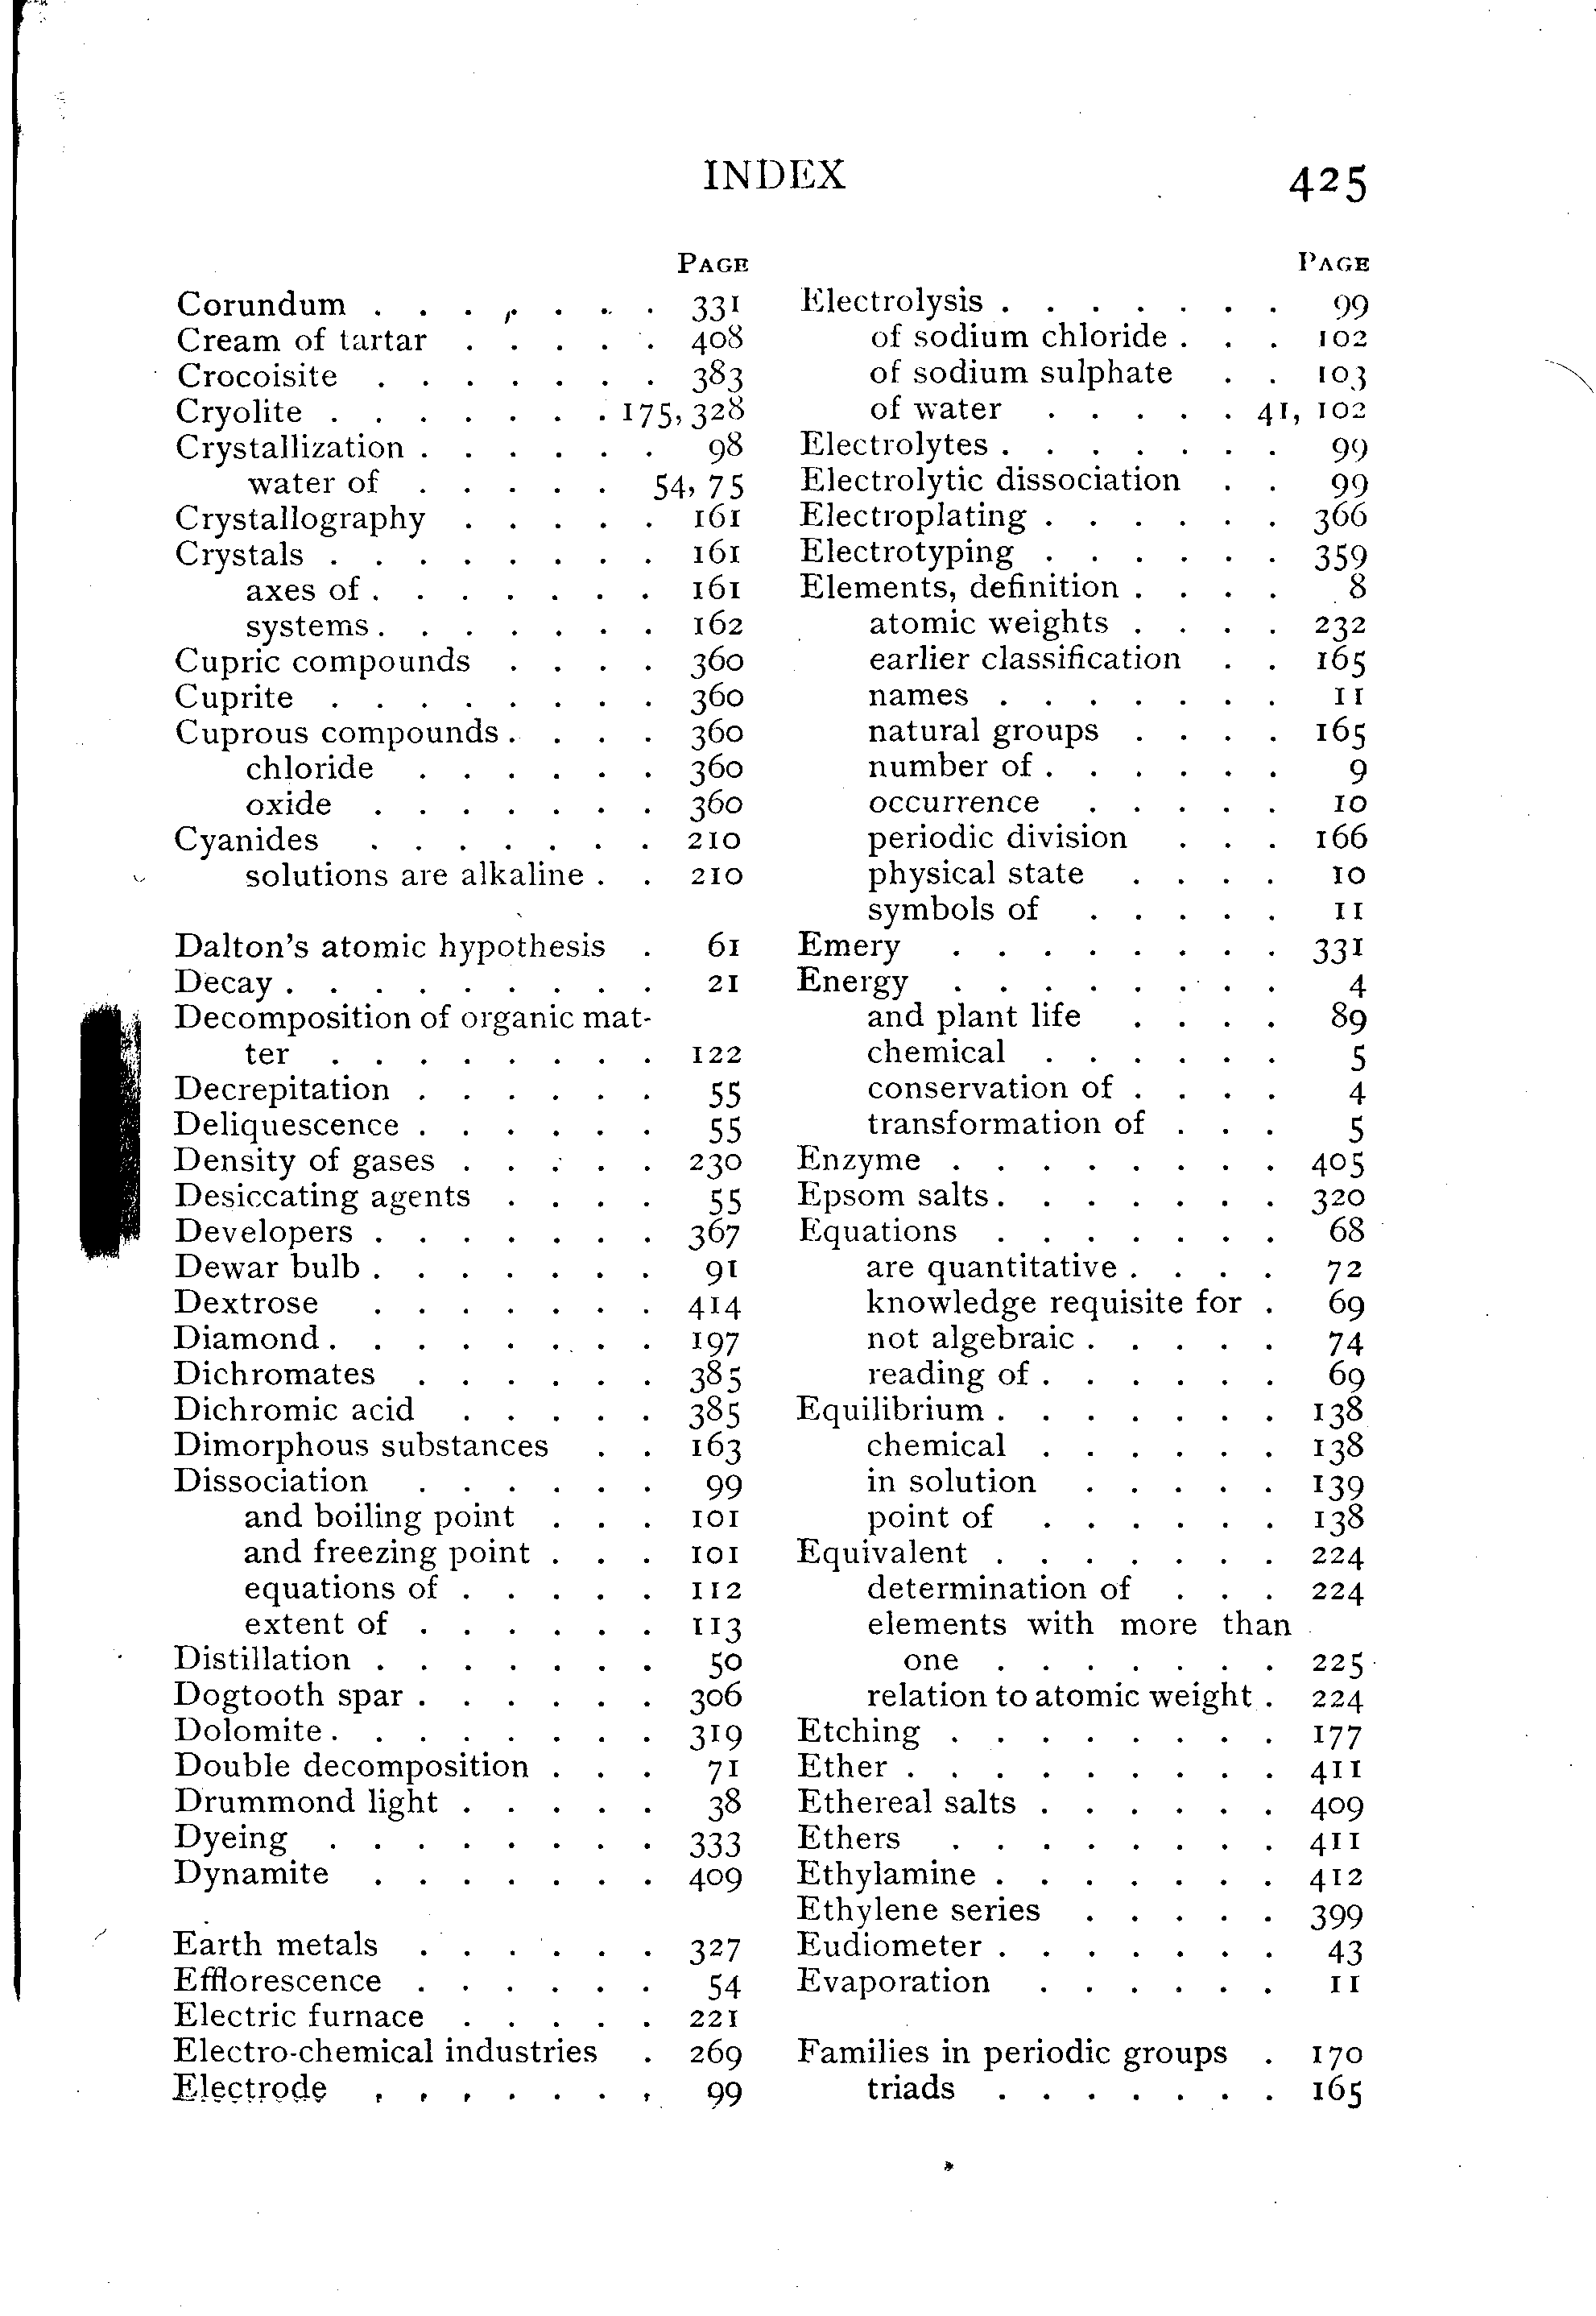 INDEX 425
PAGE
Corundum . . . . . . . 331
Cream of tartar . . . . . 408
Crocoisite . . . . . . . 383
Cryolite . . . . . . . 175, 328
Crystallization . . . . . . 98
water of . . . . . 54, 75
Crystallography . . . . . 161
Crystals . . . . . . . . 161
axes of . . . . . . . 161
systems . . . . . . . 162
Cupric compounds . . . . 360
Cuprite . . . . . . . . 360
Cuprous compounds . . . . 360
chloride . . . . . . 360
oxide . . . . . . . 360
Cyanides . . . . . . . 210
solutions are alkaline . . 210
Dalton's atomic hypothesis . 61
Decay . . . . . . . . . 21
Decomposition of organic mat-
ter . . . . . . . . 122
Decrepitation . . . . . . 55
Deliquescence . . . . . . 55
Density of gases . . . . . 230
Desiccating agents . . . . 55
Developers . . . . . . . 367
Dewar bulb . . . . . . . 91
Dextrose . . . . . . . 414
Diamond . . . . . . . . 197
Dichromates . . . . . . 385
Dichromic acid . . . . . 385
Dimorphous substances . . 163
Dissociation . . . . . . 99
and boiling point . . . 101
and freezing point . . . 101
equations of . . . . . 112
extent of . . . . . . 113
Distillation . . . . . . . 50
Dogtooth spar . . . . . . 306
Dolomite . . . . . . . . 319
Double decomposition . . . 71
Drummond light . . . . . 38
Dyeing . . . . . . . . 333
Dynamite . . . . . . . 409
Earth metals . . . . . . 327
Efflorescence . . . . . . 54
Electric furnace . . . . . 221
Electro-chemical industries . 269
Electrode . . . . . . . 99
PAGE
Electrolysis . . . . . . . 99
of sodium chloride . . . 102
of sodium sulphate . . 103
of water . . . . . 41, 102
Electrolytes . . . . . . . 99
Electrolytic dissociation . . 99
Electroplating . . . . . . 366
Electrotyping . . . . . . 359
Elements, definition . . . . 8
atomic weights . . . . 232
earlier classification . . 165
names . . . . . . . 11
natural groups . . . . 165
number of . . . . . . 9
occurrence . . . . . 10
periodic division . . . 166
physical state . . . . 10
symbols of . . . . . 11
Emery . . . . . . . . 331
Energy . . . . . . . . 4
and plant life . . . . 89
chemical . . . . . . 5
conservation of . . . . 4
transformation of . . . 5
Enzyme . . . . . . . . 405
Epsom salts . . . . . . . 320
Equations . . . . . . . 68
are quantitative . . . . 72
knowledge requisite for . 69
not algebraic . . . . . 74
reading of . . . . . . 69
Equilibrium . . . . . . . 138
chemical . . . . . . 138
in solution . . . . . 139
point of . . . . . . 138
Equivalent . . . . . . . 224
determination of . . . 224
elements with more than
one . . . . . . . 225
relation to atomic weight . 224
Etching . . . . . . . . 177
Ether . . . . . . . . . 411
Ethereal salts . . . . . . 409
Ethers . . . . . . . . 411
Ethylamine . . . . . . . 412
Ethylene series . . . . . 399
Eudiometer . . . . . . . 43
Evaporation . . . . . . 11
Families in periodic groups . 170
triads . . . . . . . 165